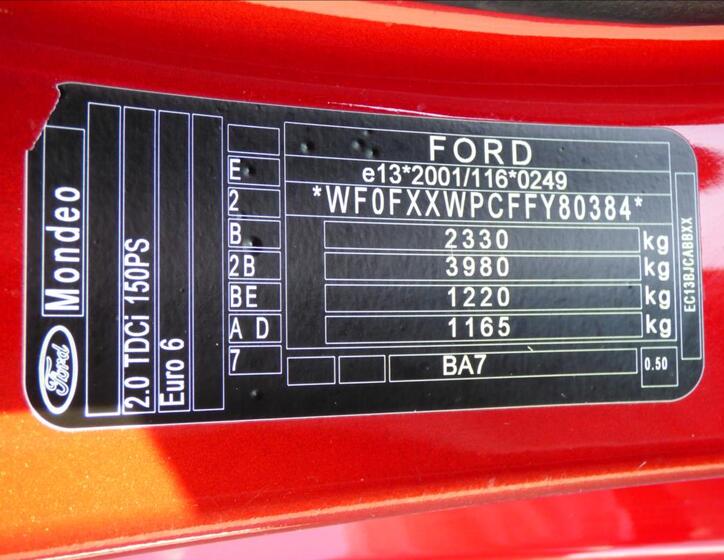 FORD
e13*2001/116*0249
*WF0FXXWPCFFY80384*
E
2
B
2B
BE
A D
7
2330 kg
3980 kg
1220 kg
1165 kg
BA7
0.50
EC13BJCABBXX
Ford
Mondeo
2.0 TDCi 150PS
Euro 6